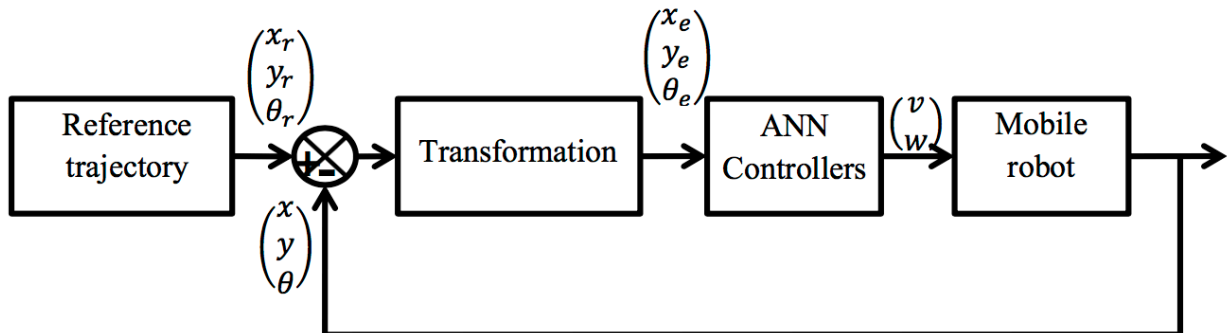 Reference
trajectory
x_r
y_r
θ_r
+
-
x
y
θ
Transformation
x_e
y_e
θ_e
ANN
Controllers
v
w
Mobile
robot